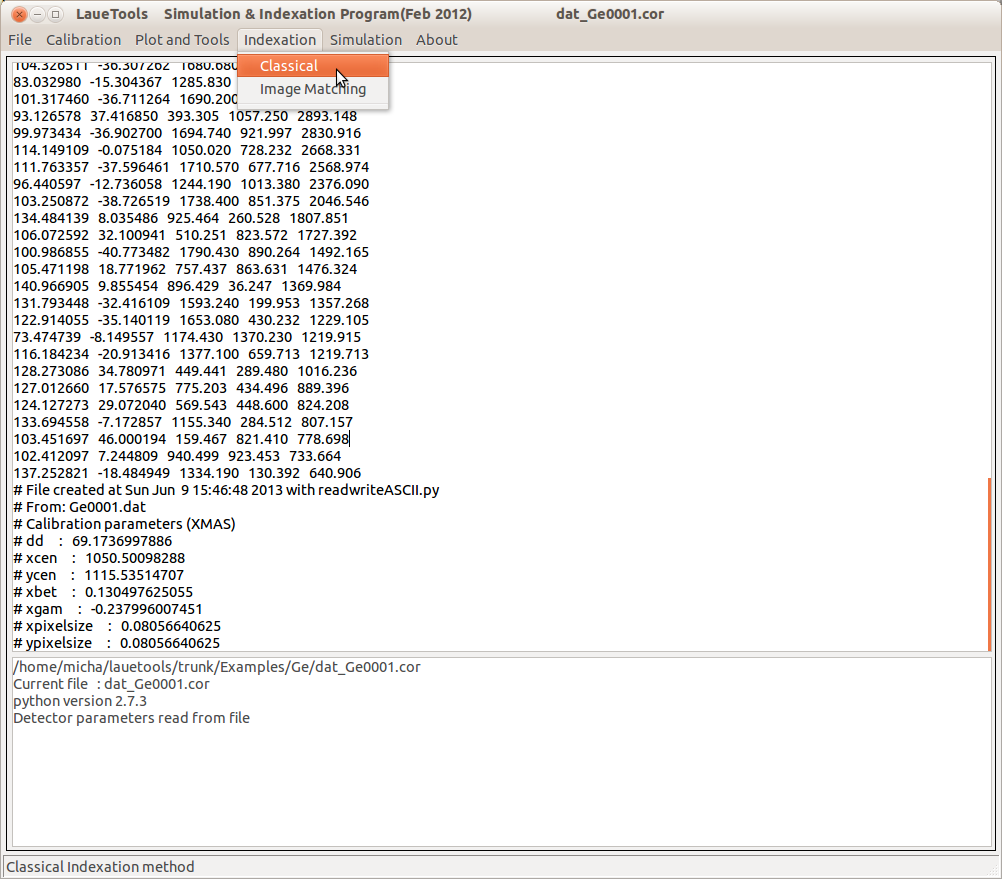 LaueTools Simulation & Indexation Program(Feb 2012) dat_Ge0001.cor
File Calibration Plot and Tools Indexation Simulation About
Classical
Image Matching
104.326511 -36.307262 1680.680
83.032980 -15.304367 1285.830
101.317460 -36.711264 1690.200
93.126578 37.416850 393.305 1057.250 2893.148
99.973434 -36.902700 1694.740 921.997 2830.916
114.149109 -0.075184 1050.020 728.232 2668.331
111.763357 -37.596461 1710.570 677.716 2568.974
96.440597 -12.736058 1244.190 1013.380 2376.090
103.250872 -38.726519 1738.400 851.375 2046.546
134.484139 8.035486 925.464 260.528 1807.851
106.072592 32.100941 510.251 823.572 1727.392
100.986855 -40.773482 1790.430 890.264 1492.165
105.471198 18.771962 757.437 863.631 1476.324
140.966905 9.855454 896.429 36.247 1369.984
131.793448 -32.416109 1593.240 199.953 1357.268
122.914055 -35.140119 1653.080 430.232 1229.105
73.474739 -8.149557 1174.430 1370.230 1219.915
116.184234 -20.913416 1377.100 659.713 1219.713
128.273086 34.780971 449.441 289.480 1016.236
127.012660 17.576575 775.203 434.496 889.396
124.127273 29.072040 569.543 448.600 824.208
133.694558 -7.172857 1155.340 284.512 807.157
103.451697 46.000194 159.467 821.410 778.698
102.412097 7.244809 940.499 923.453 733.664
137.252821 -18.484949 1334.190 130.392 640.906
# File created at Sun Jun 9 15:46:48 2013 with readwriteASCII.py
# From: Ge0001.dat
# Calibration parameters (XMAS)
# dd : 69.1736997886
# xcen : 1050.50098288
# ycen : 1115.53514707
# xbet : 0.130497625055
# xgam : -0.237996007451
# xpixelsize : 0.08056640625
# ypixelsize : 0.08056640625
/home/micha/lauetools/trunk/Examples/Ge/dat_Ge0001.cor
Current file : dat_Ge0001.cor
python version 2.7.3
Detector parameters read from file
Classical Indexation method